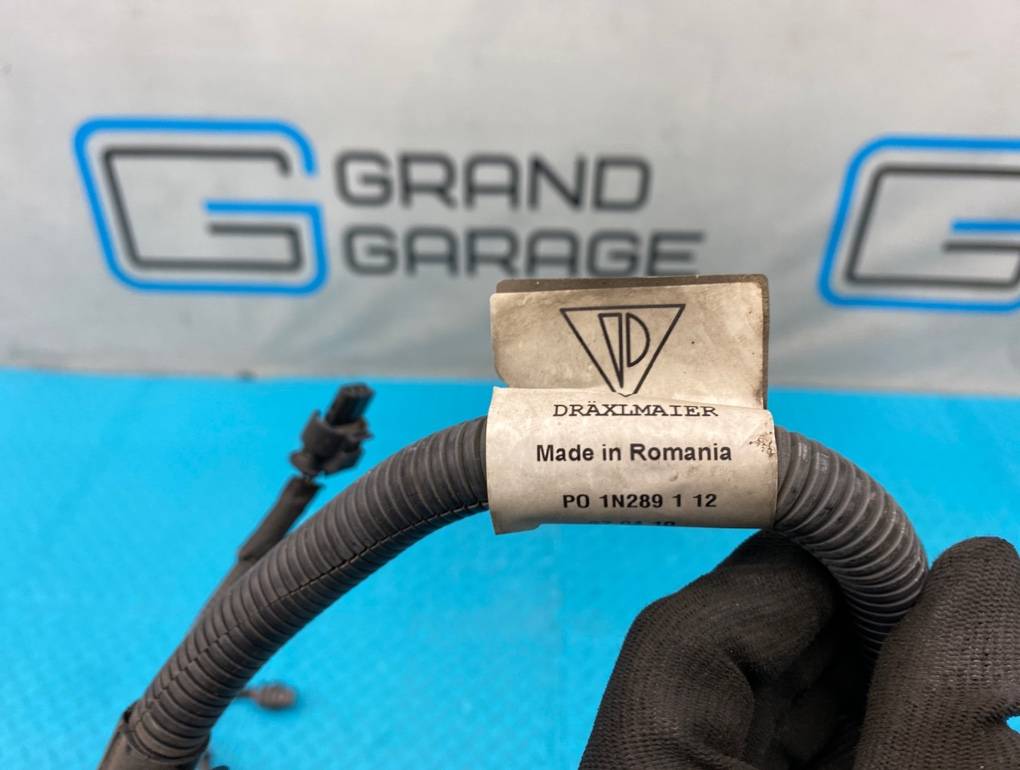 GRAND
GARAGE
DRÄXLMAIER
Made in Romania
PO 1N289 1 12